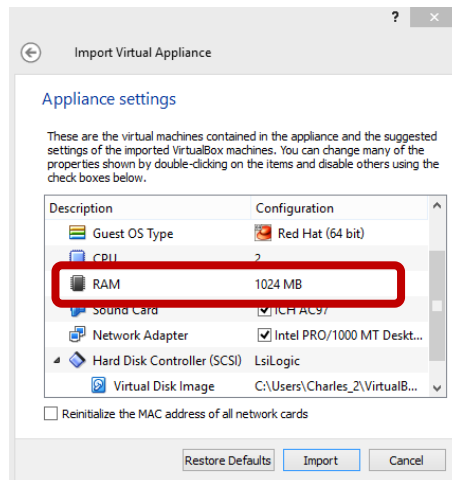 ?
Import Virtual Appliance
Appliance settings
These are the virtual machines contained in the appliance and the suggested
settings of the imported VirtualBox machines. You can change many of the
properties shown by double-clicking on the items and disable others using the
check boxes below.
Description Configuration
Guest OS Type Red Hat (64 bit)
CPU 2
RAM 1024 MB
Sound Card ICH AC97
Network Adapter Intel PRO/1000 MT Deskt...
Hard Disk Controller (SCSI) LsiLogic
Virtual Disk Image C:\Users\Charles_2\VirtualB...
Reinitialize the MAC address of all network cards
Restore Defaults Import Cancel